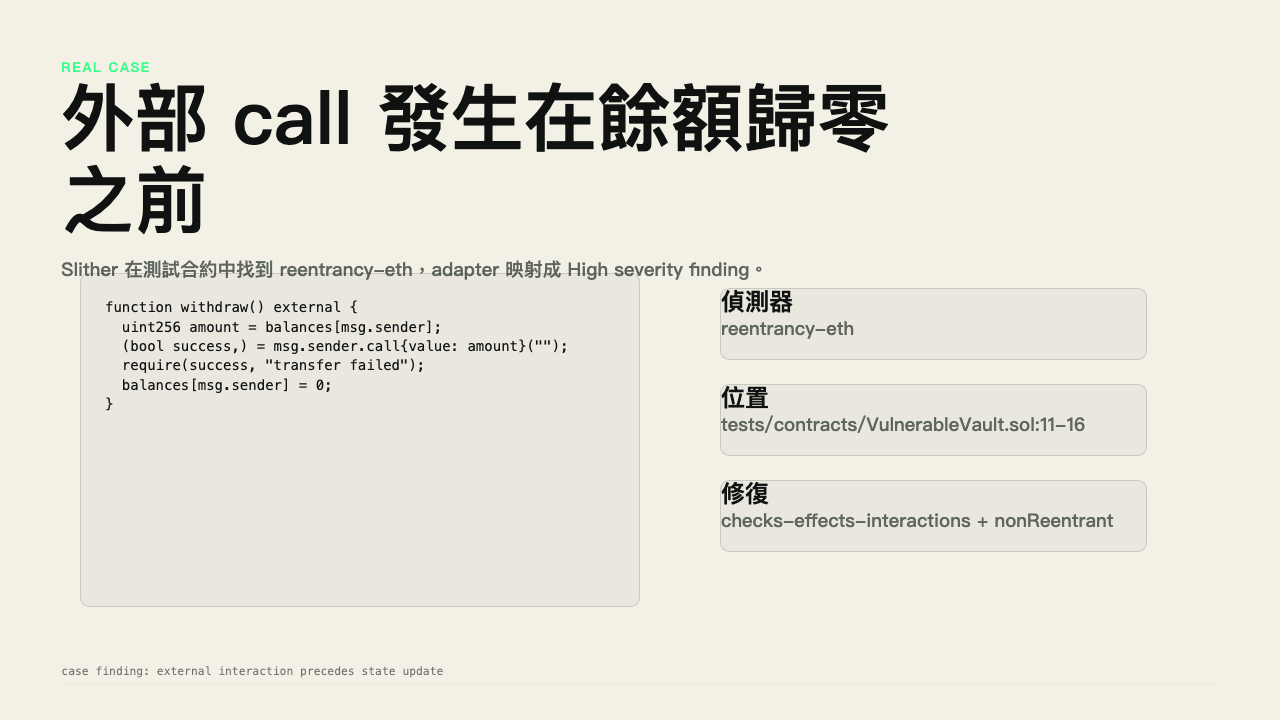 REAL CASE
外部 call 發生在餘額歸零
之前
Slither 在測試合約中找到 reentrancy-eth，adapter 映射成 High severity finding。
function withdraw() external {
  uint256 amount = balances[msg.sender];
  (bool success,) = msg.sender.call{value: amount}("");
  require(success, "transfer failed");
  balances[msg.sender] = 0;
}
偵測器
reentrancy-eth
位置
tests/contracts/VulnerableVault.sol:11-16
修復
checks-effects-interactions + nonReentrant
case finding: external interaction precedes state update